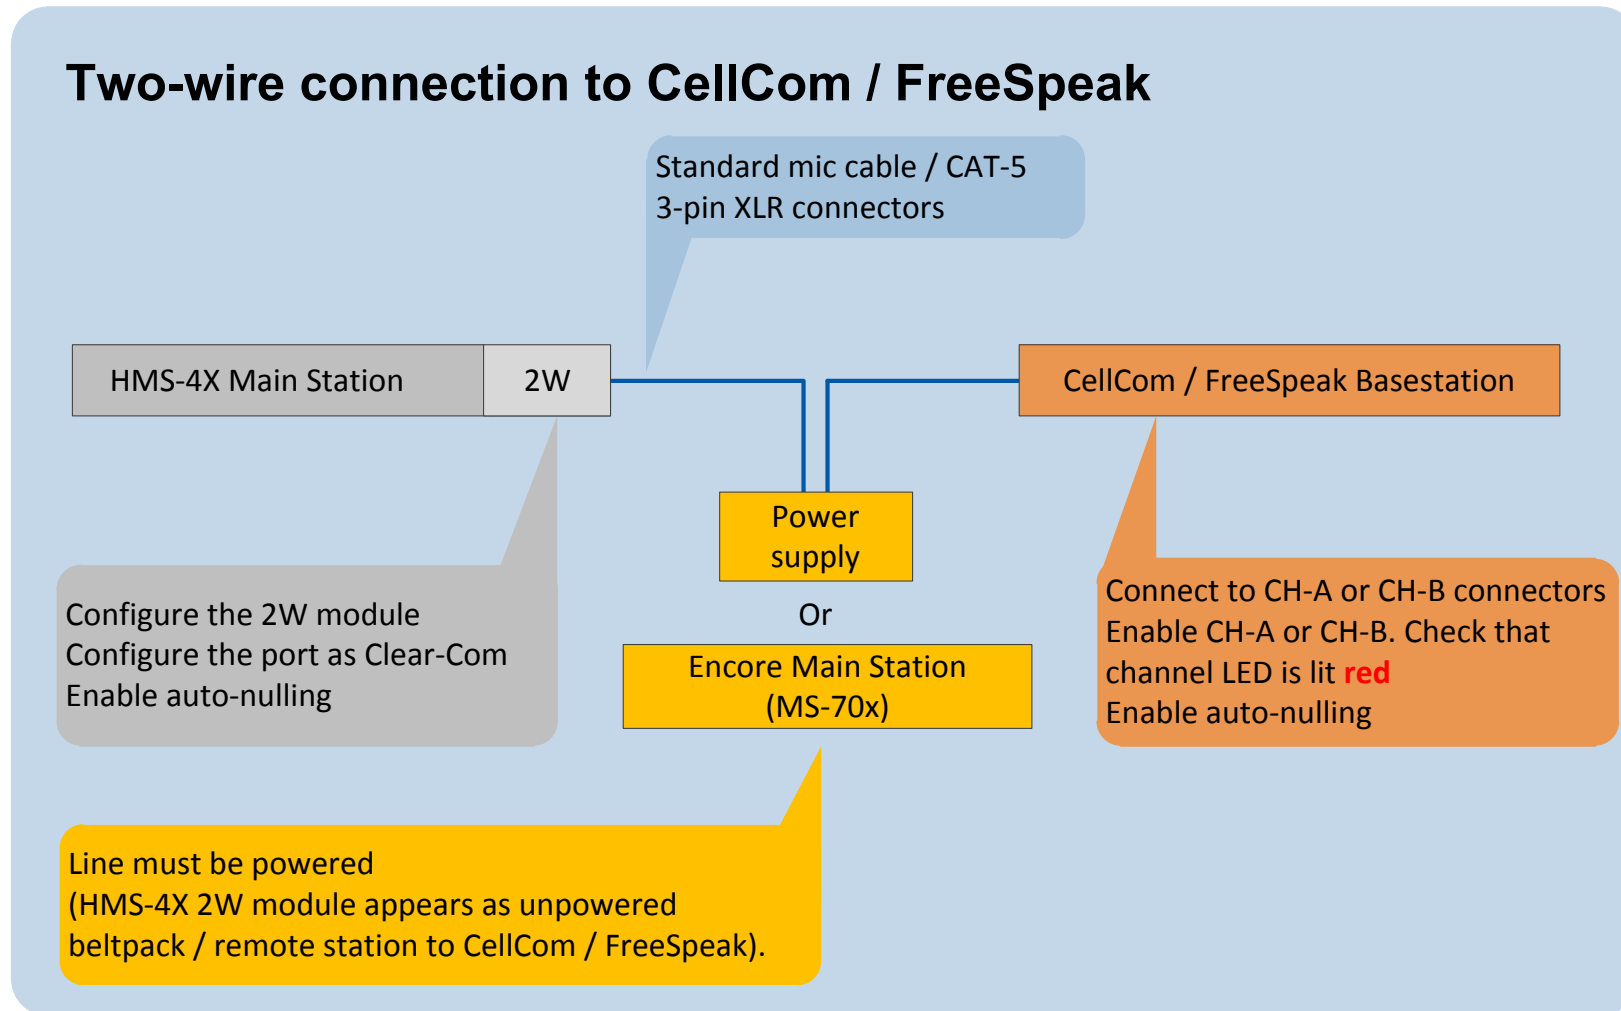 Two-wire connection to CellCom / FreeSpeak
Standard mic cable / CAT-5
3-pin XLR connectors
HMS-4X Main Station
2W
CellCom / FreeSpeak Basestation
Power
supply
Or
Encore Main Station
(MS-70x)
Configure the 2W module
Configure the port as Clear-Com
Enable auto-nulling
Connect to CH-A or CH-B connectors
Enable CH-A or CH-B. Check that
channel LED is lit red
Enable auto-nulling
Line must be powered
(HMS-4X 2W module appears as unpowered
beltpack / remote station to CellCom / FreeSpeak).